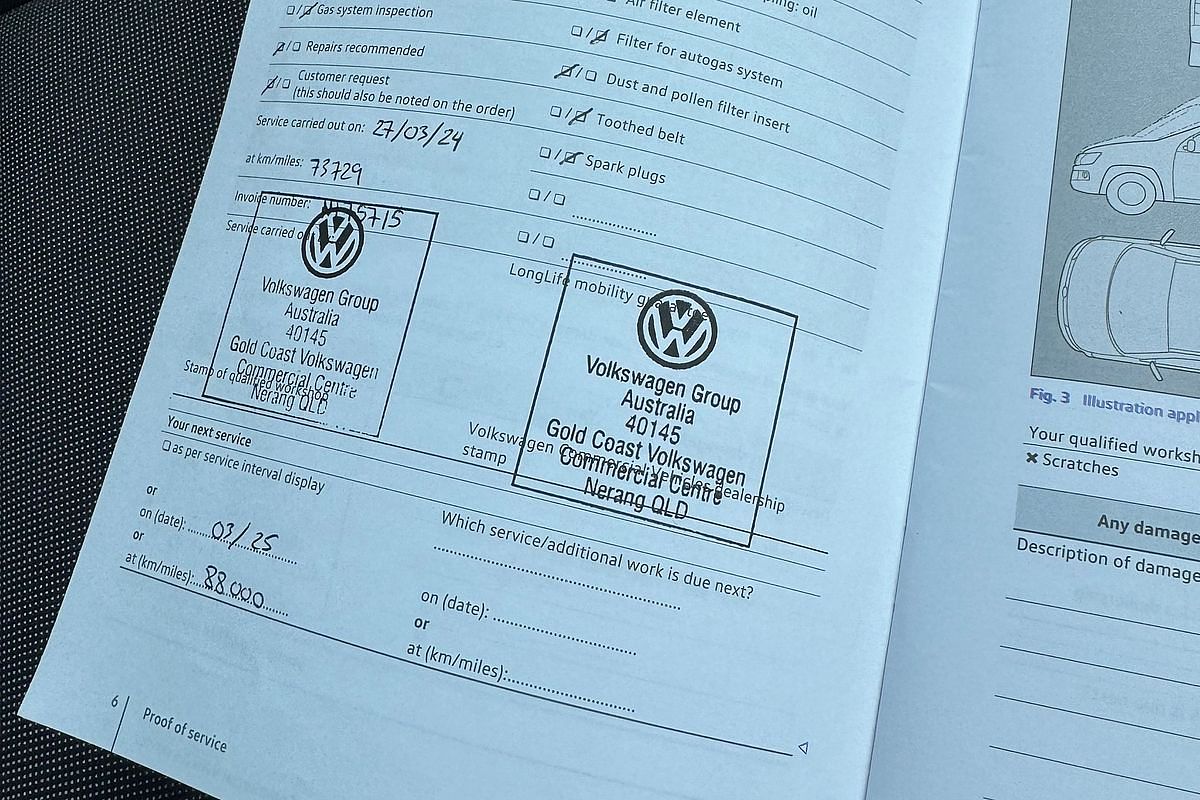 ☐/☑ Gas system inspection
☑/☐ Repairs recommended
☑/☐ Customer request
(this should also be noted on the order)
Service carried out on: 27/03/24
at km/miles: 73729
Invoice number: 15715
Service carried
Volkswagen Group
Australia
40145
Gold Coast Volkswagen
Commercial Centre
Nerang QLD
Stamp of qualified workshop
oil
Air filter element
☐/☑ Filter for autogas system
☑/☐ Dust and pollen filter insert
☐/☑ Toothed belt
☐/☑ Spark plugs
☐/☐ ....................
☐/☐ ....................
LongLife mobility guarantee
Volkswagen Group
Australia
40145
Gold Coast Volkswagen
Commercial Centre
Nerang QLD
Volkswagen Commercial Vehicles dealership
stamp
Your next service
☐ as per service interval display
or
on (date): 03/25
or
at (km/miles): 88000
Which service/additional work is due next?
on (date):
or
at (km/miles):
6
Proof of service
Fig. 3 Illustration
Your qualified
✖ Scratches
Any damage
Description of damage